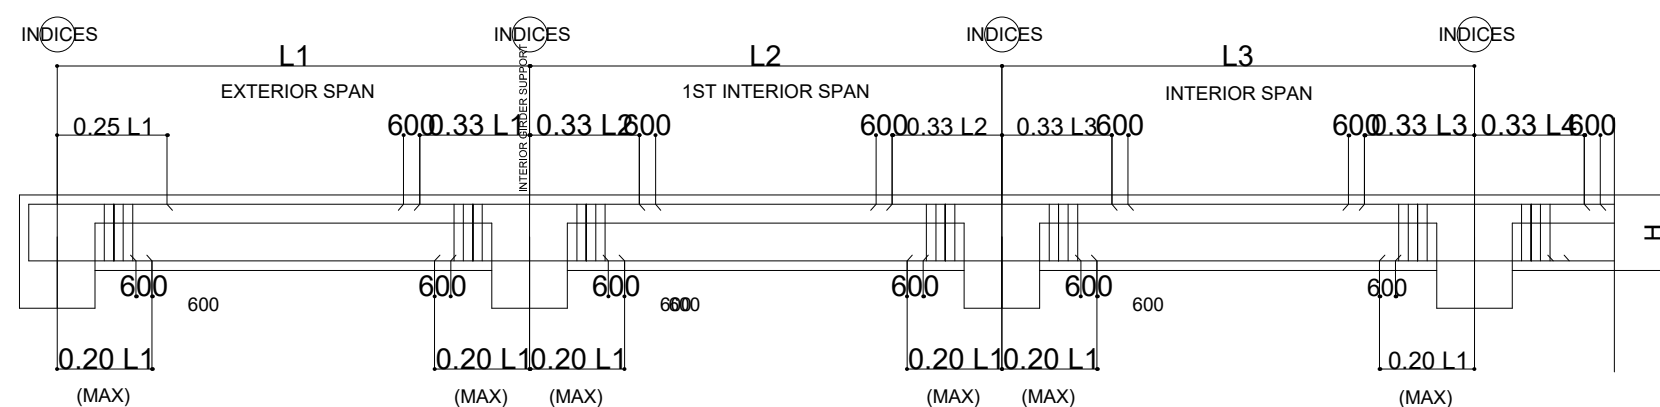 INDICES INDICES INDICES INDICES
L1 L2 L3
EXTERIOR SPAN 1ST INTERIOR SPAN INTERIOR SPAN
INTERIOR GIRDER SUPPORT
0.25 L1 600 0.33 L1 0.33 L2 600 600 0.33 L2 0.33 L3 600 600 0.33 L3 0.33 L4 600
H
600 600 600 600 600 600
600 600 600 600
0.20 L1 0.20 L1 0.20 L1 0.20 L1 0.20 L1 0.20 L1
(MAX) (MAX) (MAX) (MAX) (MAX) (MAX)